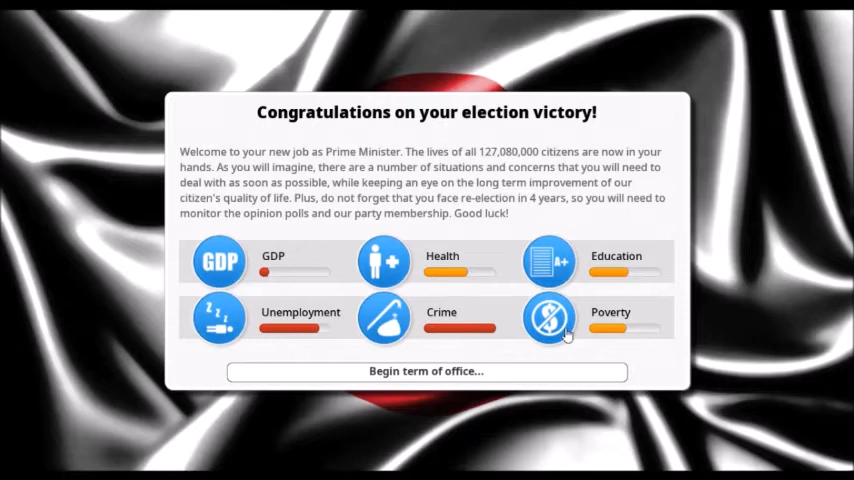 Congratulations on your election victory!
Welcome to your new job as Prime Minister. The lives of all 127,080,000 citizens are now in your
hands. As you will imagine, there are a number of situations and concerns that you will need to
deal with as soon as possible, while keeping an eye on the long term improvement of our
citizen's quality of life. Plus, do not forget that you face re-election in 4 years, so you will need to
monitor the opinion polls and our party membership. Good luck!
GDP GDP Health A+ Education
z z z Unemployment Crime $ Poverty
Begin term of office...